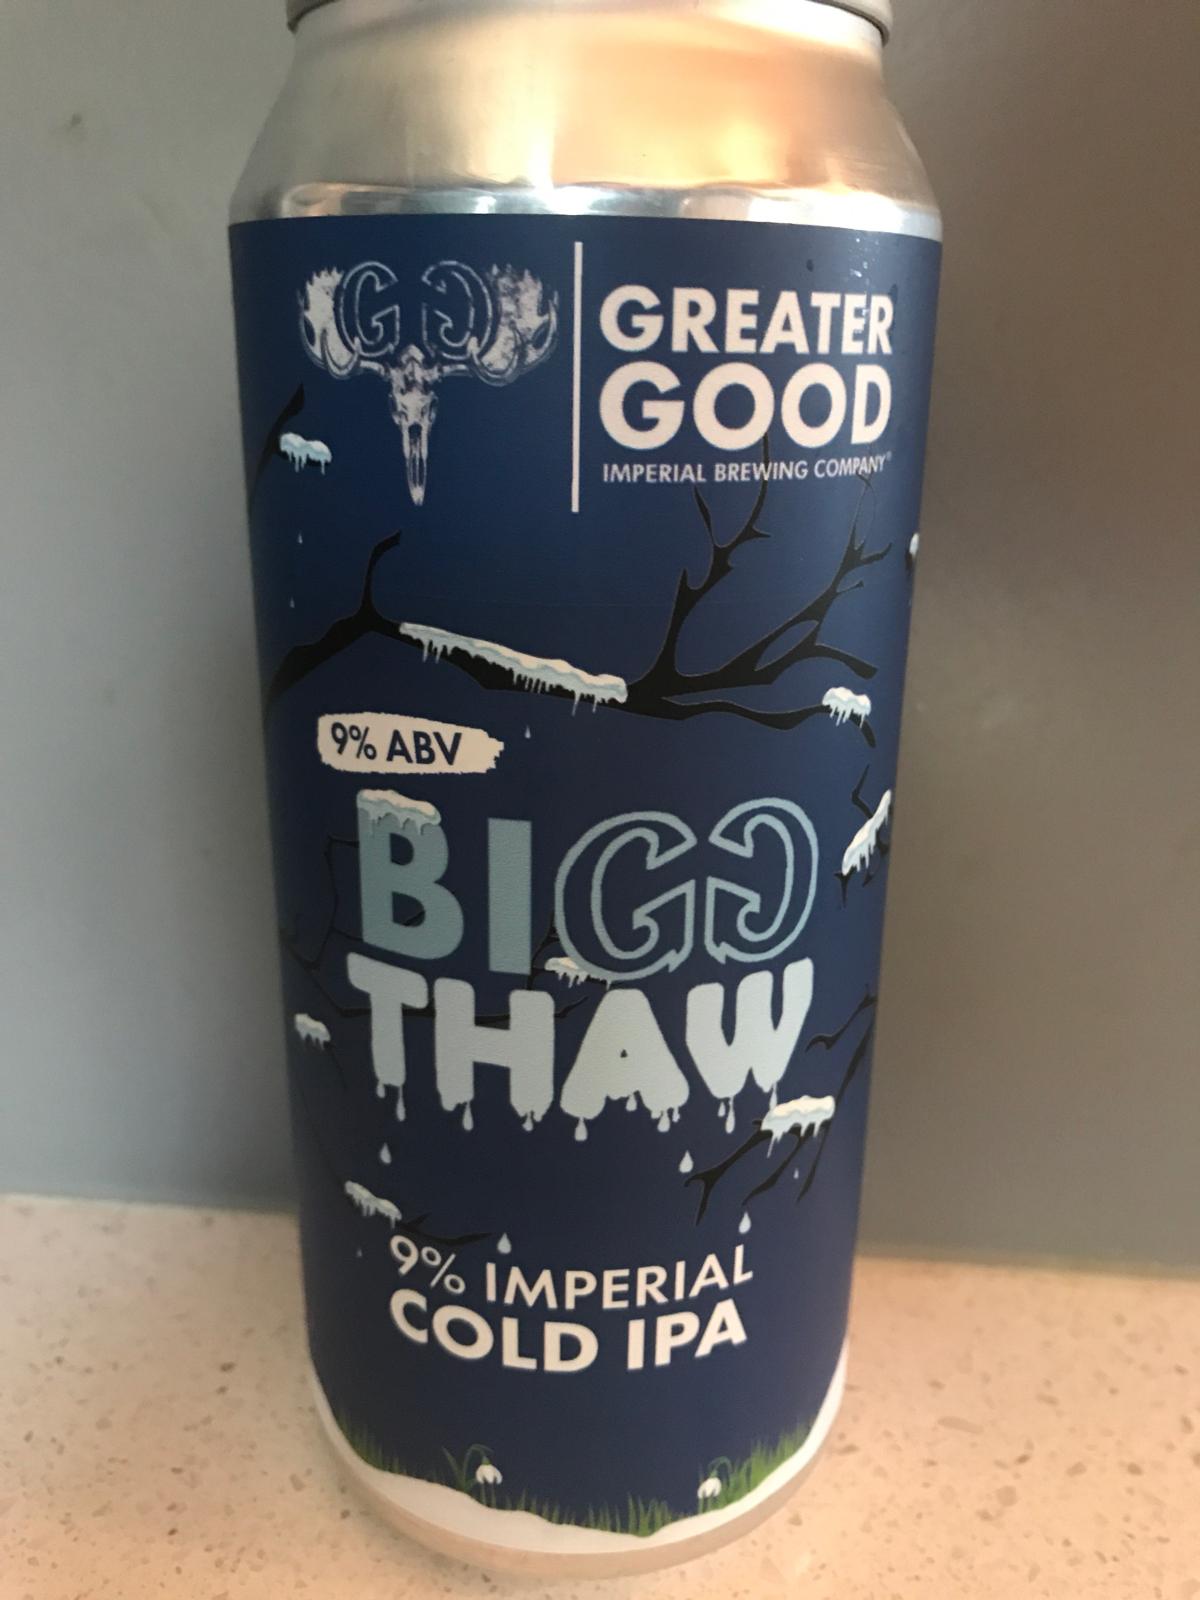 GG
GREATER
GOOD
IMPERIAL BREWING COMPANY®
9% ABV
BIGG
THAW
9% IMPERIAL
COLD IPA